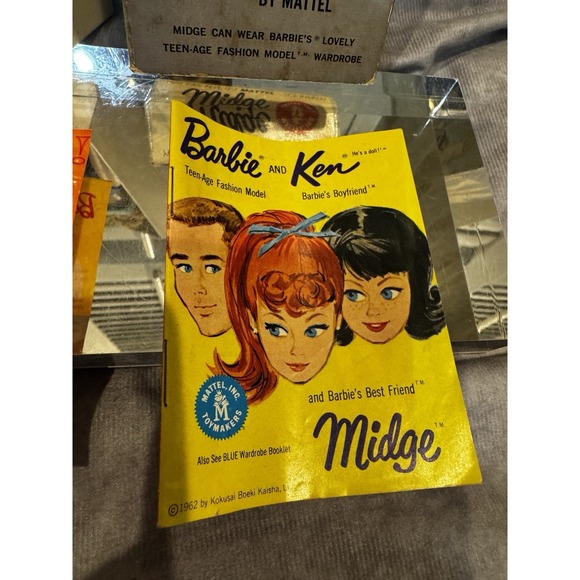 BY MATTEL
MIDGE CAN WEAR BARBIE'S® LOVELY
TEEN-AGE FASHION MODEL T.M. WARDROBE
Midge
Barbie® AND Ken® He's a doll!™
Teen-Age Fashion Model
Barbie's Boyfriend™
MATTEL, INC.
M
TOYMAKERS
and Barbie's Best Friend™
Midge™
Also See BLUE Wardrobe Booklet
©1962 by Kokusai Boeki Kaisha,